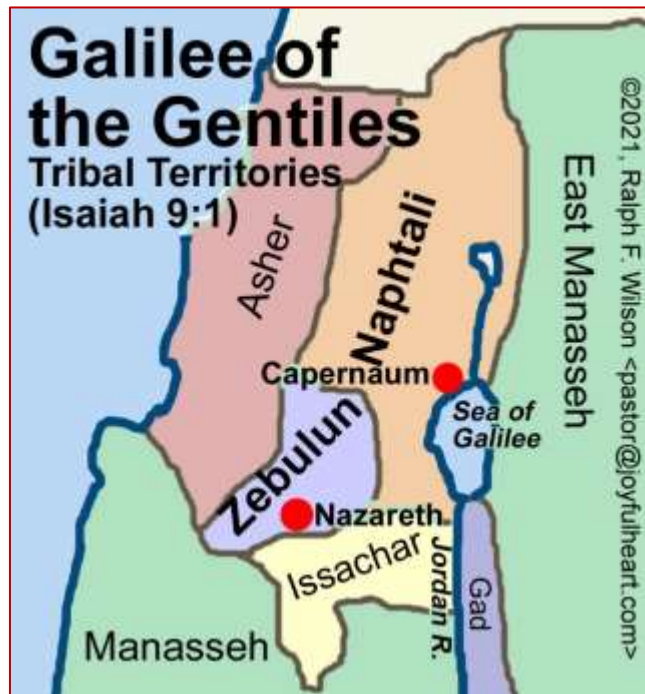 Galilee of
the Gentiles
Tribal Territories
(Isaiah 9:1)
Asher
Naphtali
East Manasseh
©2021, Ralph F. Wilson <pastor@joyfulheart.com>
Capernaum
Sea of
Galilee
Zebulun
Nazareth
Issachar
Jordan R.
Gad
Manasseh